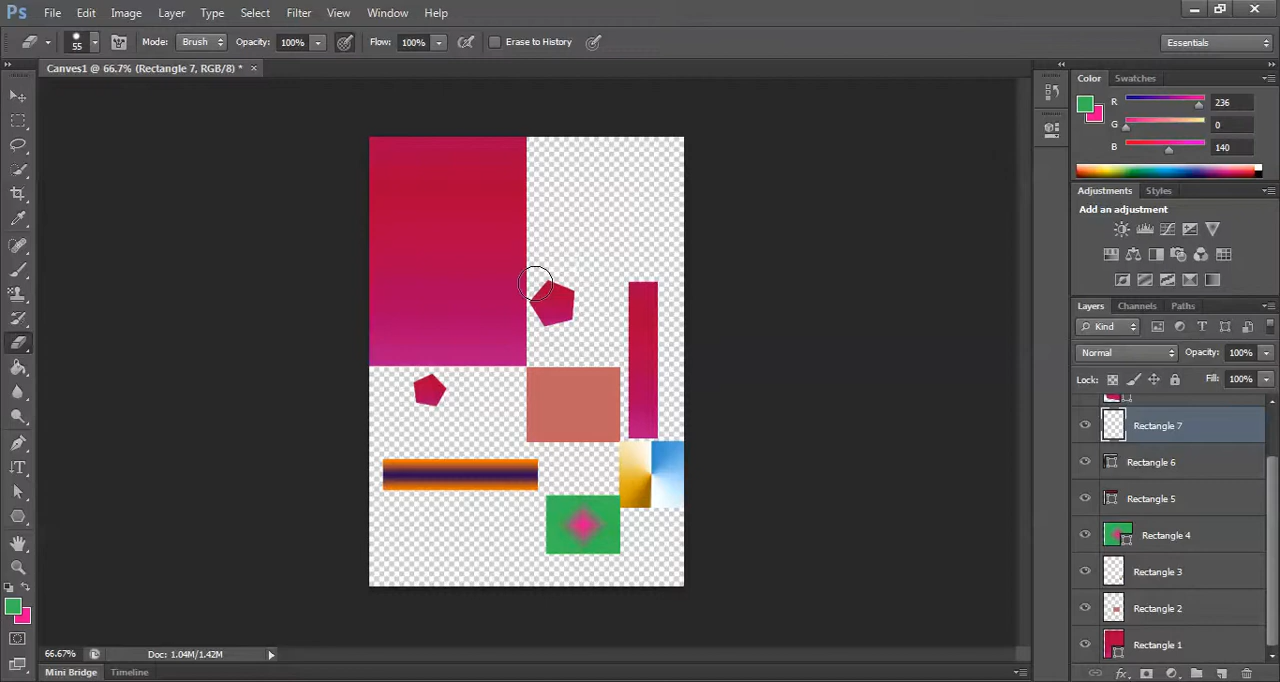 Ps File Edit Image Layer Type Select Filter View Window Help
55 Mode: Brush Opacity: 100% Flow: 100% Erase to History Essentials
Canves1 @ 66.7% (Rectangle 7, RGB/8) *
Color Swatches
R 236
G 0
B 140
Adjustments Styles
Add an adjustment
Layers Channels Paths
Kind
Normal Opacity: 100%
Lock: Fill: 100%
Rectangle 7
Rectangle 6
Rectangle 5
Rectangle 4
Rectangle 3
Rectangle 2
Rectangle 1
66.67% Doc: 1.04M/1.42M
Mini Bridge Timeline